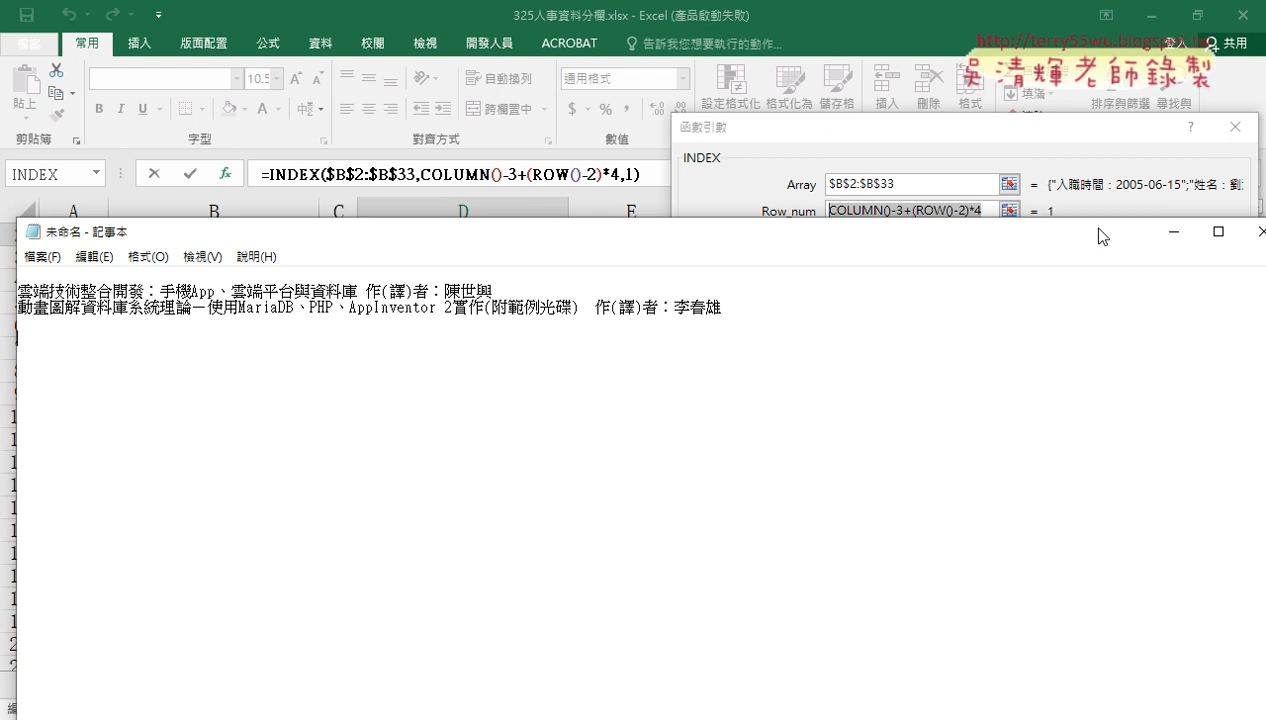 325人事資料分欄.xlsx - Excel (產品啟動失敗)
檔案 常用 插入 版面配置 公式 資料 校閱 檢視 開發人員 ACROBAT 告訴我您想要執行的動作... 登入 共用
http://terry55wu.blogspot.tw
吳清輝老師錄製
10.5 自動換列 通用格式
貼上 B I U A 跨欄置中 $ % 設定格式化 格式化為 儲存格 插入 刪除 格式 填滿 排序與篩選 尋找與
剪貼簿 字型 對齊方式 數值
函數引數
INDEX
INDEX =INDEX($B$2:$B$33,COLUMN()-3+(ROW()-2)*4,1)
Array $B$2:$B$33 = {"入職時間：2005-06-15";"姓名：劉
Row_num COLUMN()-3+(ROW()-2)*4 = 1
A B C D E
未命名 - 記事本
檔案(F) 編輯(E) 格式(O) 檢視(V) 說明(H)
雲端技術整合開發：手機App、雲端平台與資料庫 作(譯)者：陳世興
動畫圖解資料庫系統理論－使用MariaDB、PHP、AppInventor 2實作(附範例光碟) 作(譯)者：李春雄